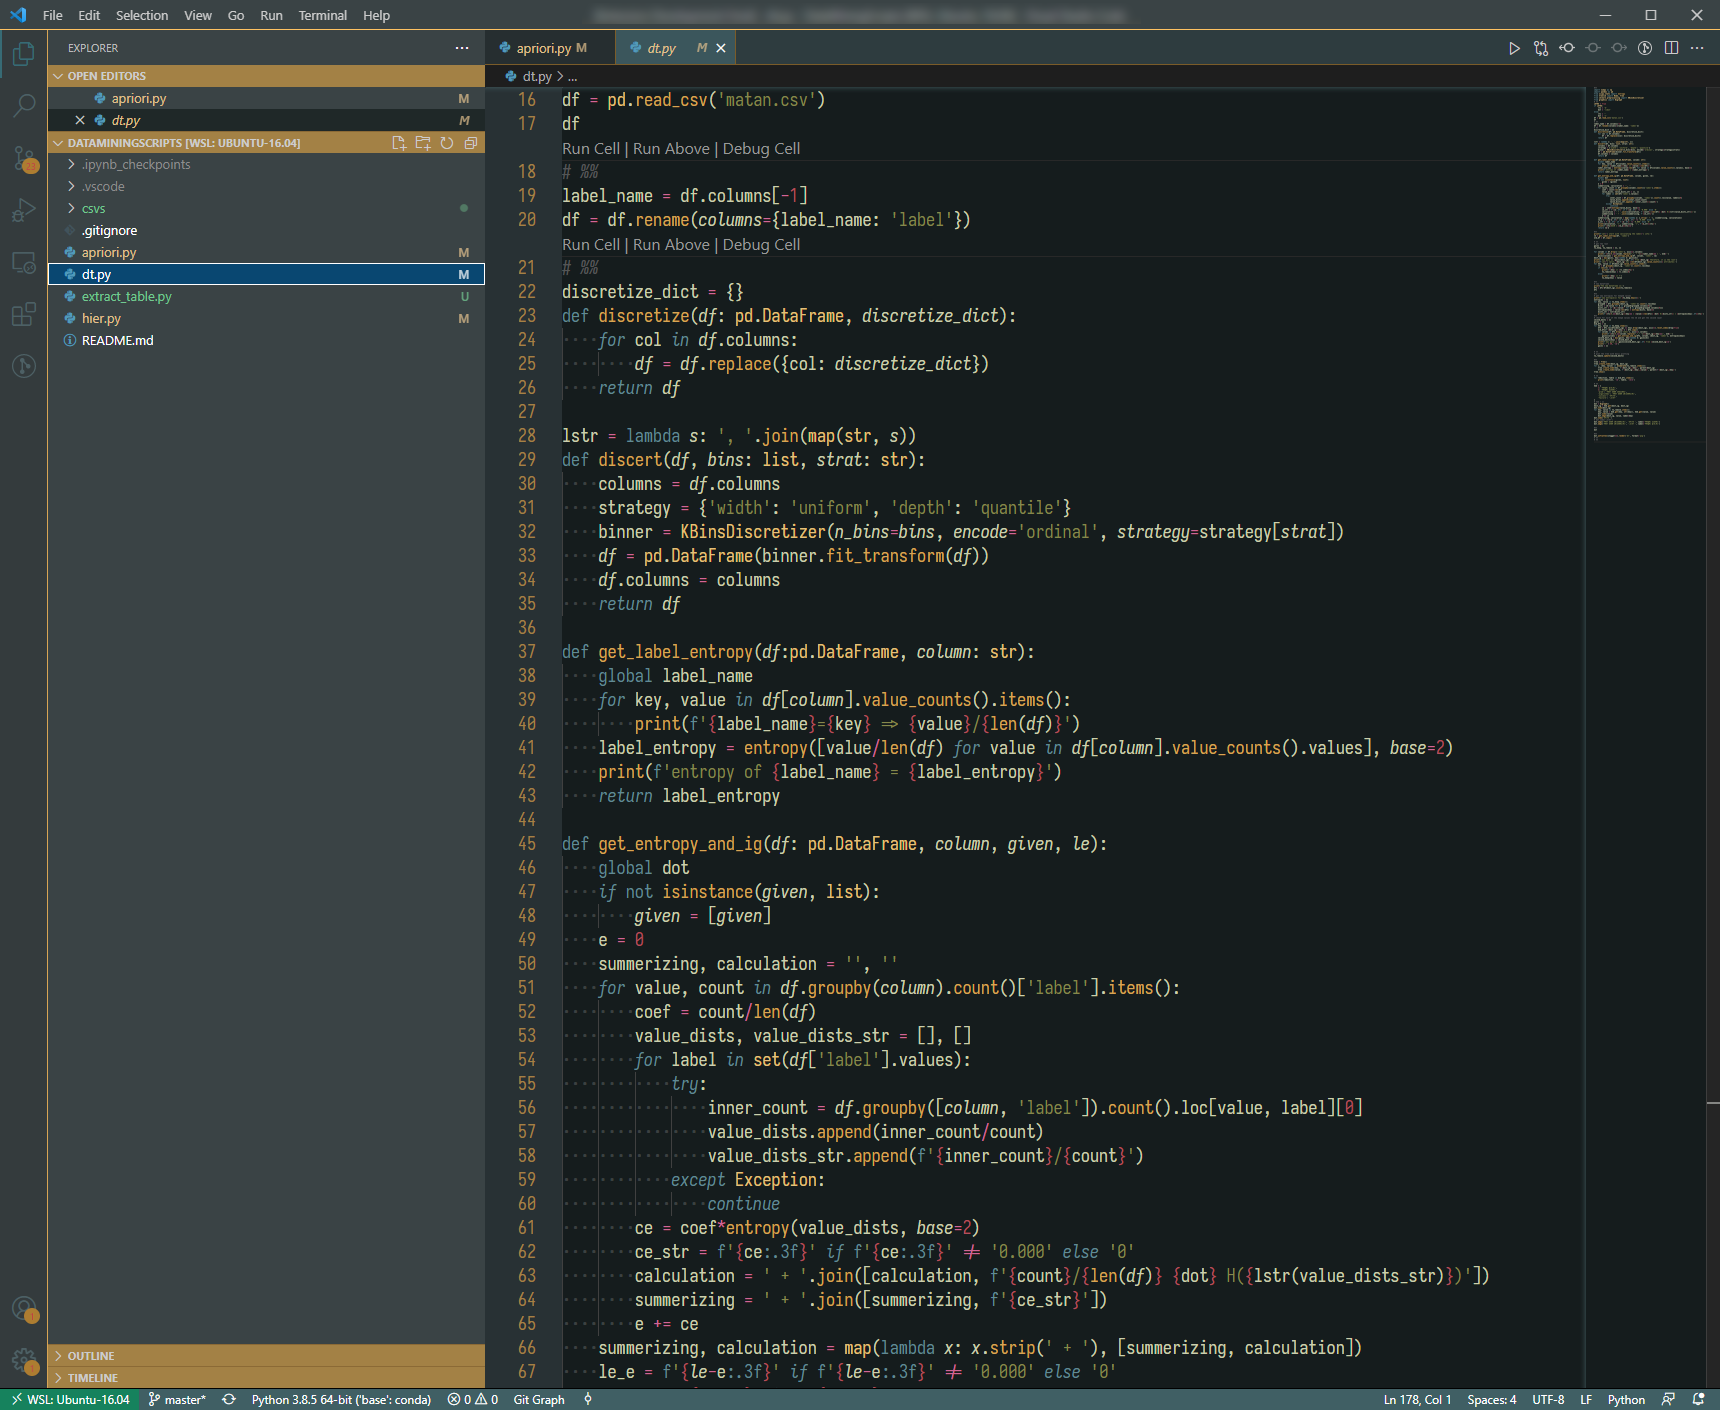 File Edit Selection View Go Run Terminal Help
EXPLORER
OPEN EDITORS
apriori.py M
dt.py M
DATAMININGSCRIPTS [WSL: UBUNTU-16.04]
.ipynb_checkpoints
.vscode
csvs
.gitignore
apriori.py M
dt.py M
extract_table.py U
hier.py M
README.md
OUTLINE
TIMELINE
apriori.py M dt.py M
dt.py > ...
16 df = pd.read_csv('matan.csv')
17 df
Run Cell | Run Above | Debug Cell
18 # %%
19 label_name = df.columns[-1]
20 df = df.rename(columns={label_name: 'label'})
Run Cell | Run Above | Debug Cell
21 # %%
22 discretize_dict = {}
23 def discretize(df: pd.DataFrame, discretize_dict):
24 ····for col in df.columns:
25 ········df = df.replace({col: discretize_dict})
26 ····return df
27
28 lstr = lambda s: ', '.join(map(str, s))
29 def discert(df, bins: list, strat: str):
30 ····columns = df.columns
31 ····strategy = {'width': 'uniform', 'depth': 'quantile'}
32 ····binner = KBinsDiscretizer(n_bins=bins, encode='ordinal', strategy=strategy[strat])
33 ····df = pd.DataFrame(binner.fit_transform(df))
34 ····df.columns = columns
35 ····return df
36
37 def get_label_entropy(df:pd.DataFrame, column: str):
38 ····global label_name
39 ····for key, value in df[column].value_counts().items():
40 ········print(f'{label_name}={key} => {value}/{len(df)}')
41 ····label_entropy = entropy([value/len(df) for value in df[column].value_counts().values], base=2)
42 ····print(f'entropy of {label_name} = {label_entropy}')
43 ····return label_entropy
44
45 def get_entropy_and_ig(df: pd.DataFrame, column, given, le):
46 ····global dot
47 ····if not isinstance(given, list):
48 ········given = [given]
49 ····e = 0
50 ····summerizing, calculation = '', ''
51 ····for value, count in df.groupby(column).count()['label'].items():
52 ········coef = count/len(df)
53 ········value_dists, value_dists_str = [], []
54 ········for label in set(df['label'].values):
55 ············try:
56 ················inner_count = df.groupby([column, 'label']).count().loc[value, label][0]
57 ················value_dists.append(inner_count/count)
58 ················value_dists_str.append(f'{inner_count}/{count}')
59 ············except Exception:
60 ················continue
61 ········ce = coef*entropy(value_dists, base=2)
62 ········ce_str = f'{ce:.3f}' if f'{ce:.3f}' != '0.000' else '0'
63 ········calculation = ' + '.join([calculation, f'{count}/{len(df)} {dot} H({lstr(value_dists_str)})'])
64 ········summerizing = ' + '.join([summerizing, f'{ce_str}'])
65 ········e += ce
66 ····summerizing, calculation = map(lambda x: x.strip(' + '), [summerizing, calculation])
67 ····le_e = f'{le-e:.3f}' if f'{le-e:.3f}' != '0.000' else '0'
WSL: Ubuntu-16.04 master* Python 3.8.5 64-bit ('base': conda) 0 0 Git Graph Ln 178, Col 1 Spaces: 4 UTF-8 LF Python